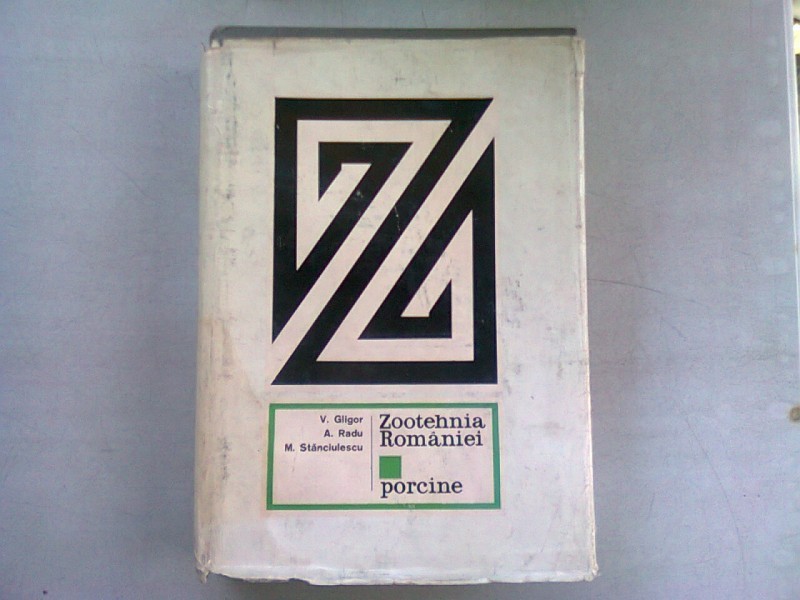 V. Gligor
A. Radu
M. Stănciulescu
Zootehnia
României
porcine